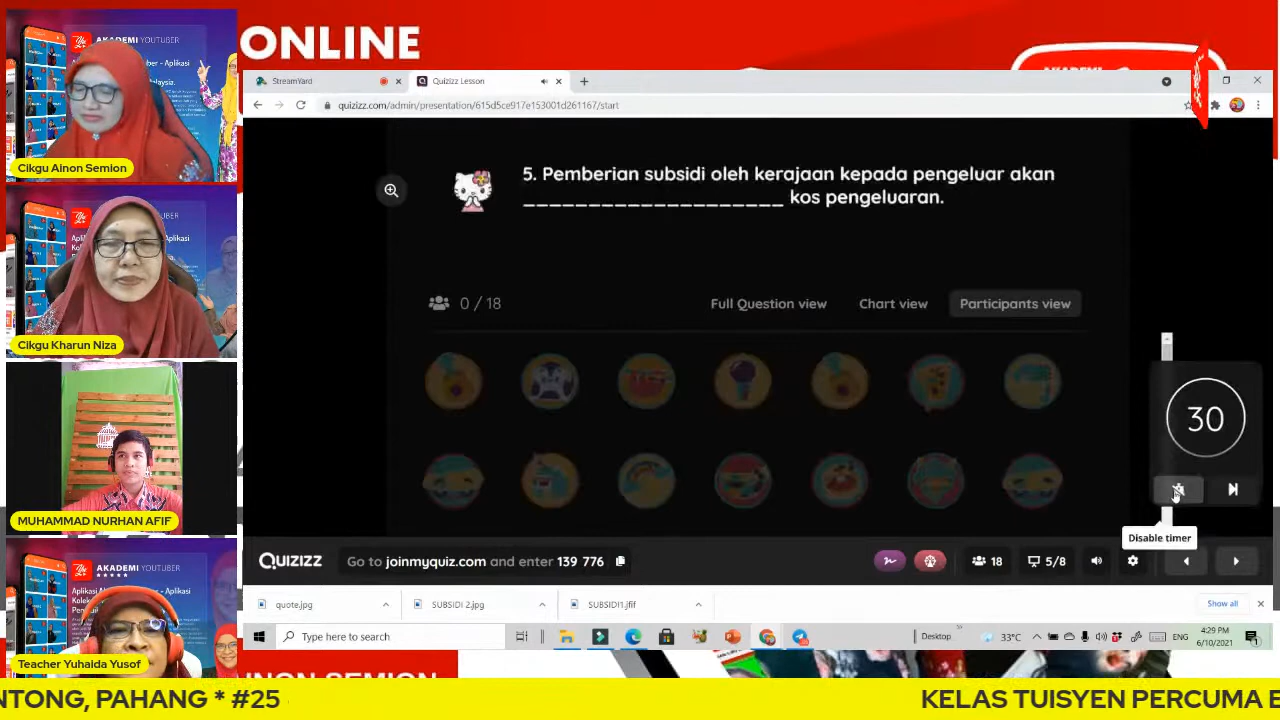 ONLINE
AKADEMI YOUTUBER
Cikgu Ainon Semion
Cikgu Kharun Niza
MUHAMMAD NURHAN AFIF
AKADEMI YOUTUBER
Teacher Yuhaida Yusof
StreamYard
Quizizz Lesson
quizizz.com/admin/presentation/615d5ce917e153001d261167/start
5. Pemberian subsidi oleh kerajaan kepada pengeluar akan
____________________ kos pengeluaran.
0 / 18
Full Question view
Chart view
Participants view
30
Disable timer
QUIZIZZ
Go to joinmyquiz.com and enter 139 776
18
5/8
quote.jpg
SUBSIDI 2.jpg
SUBSIDI1.jfif
Show all
Type here to search
Desktop
33°C
ENG
4:29 PM
6/10/2021
NTONG, PAHANG * #25
KELAS TUISYEN PERCUMA E